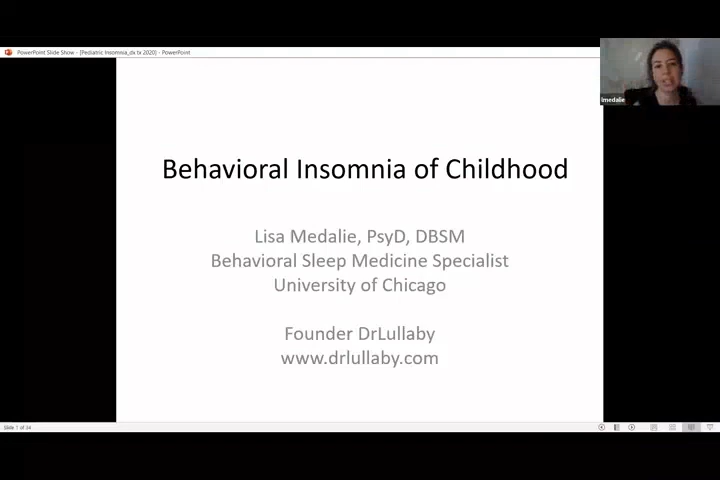 PowerPoint Slide Show - [Pediatric Insomnia_dx tx 2020] - PowerPoint
lmedalie
Behavioral Insomnia of Childhood
Lisa Medalie, PsyD, DBSM
Behavioral Sleep Medicine Specialist
University of Chicago
Founder DrLullaby
www.drlullaby.com
Slide 1 of 34